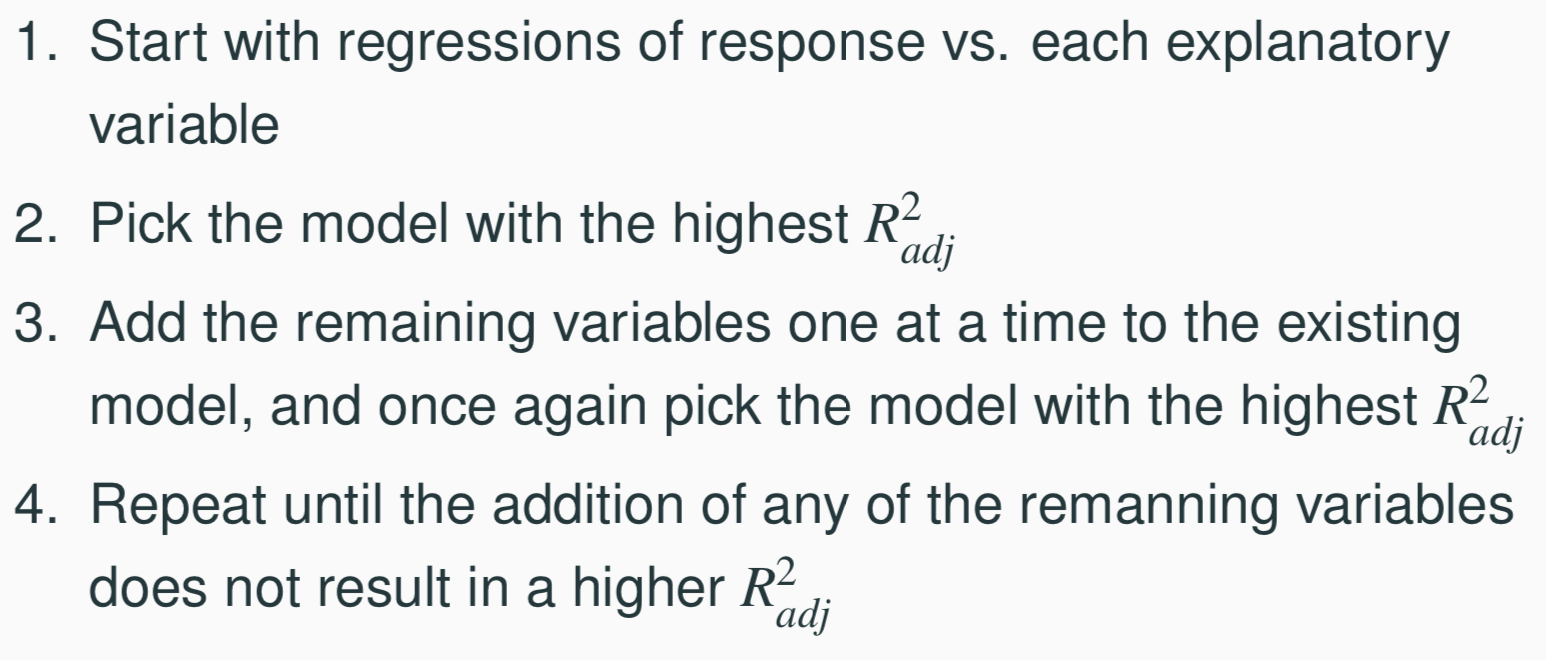 1. Start with regressions of response vs. each explanatory
variable
2. Pick the model with the highest R²adj
3. Add the remaining variables one at a time to the existing
model, and once again pick the model with the highest R²adj
4. Repeat until the addition of any of the remanning variables
does not result in a higher R²adj